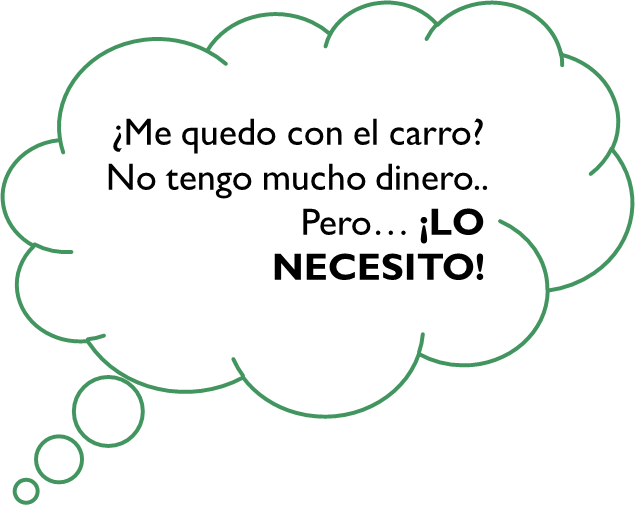 ¿Me quedo con el carro?
No tengo mucho dinero..
Pero… ¡LO
NECESITO!